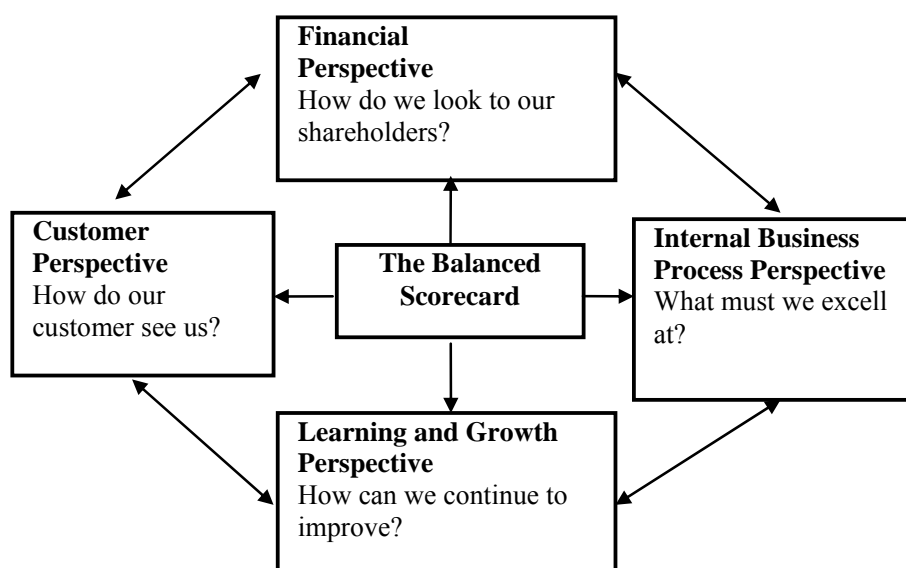 Financial
Perspective
How do we look to our
shareholders?
Customer
Perspective
How do our
customer see us?
The Balanced
Scorecard
Internal Business
Process Perspective
What must we excell
at?
Learning and Growth
Perspective
How can we continue to
improve?